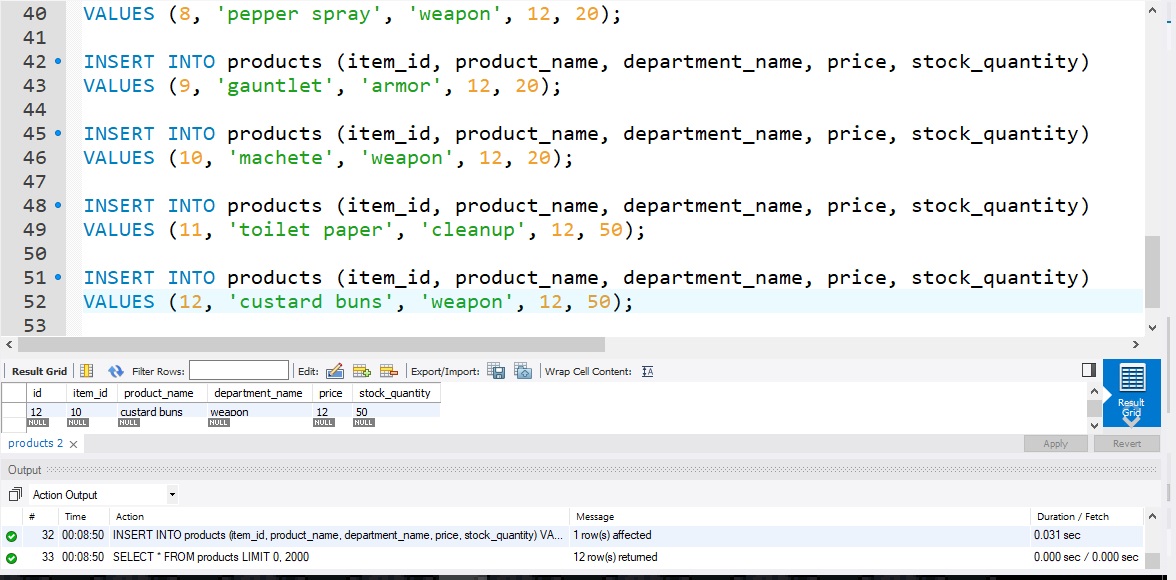 40 VALUES (8, 'pepper spray', 'weapon', 12, 20);
41
42 INSERT INTO products (item_id, product_name, department_name, price, stock_quantity)
43 VALUES (9, 'gauntlet', 'armor', 12, 20);
44
45 INSERT INTO products (item_id, product_name, department_name, price, stock_quantity)
46 VALUES (10, 'machete', 'weapon', 12, 20);
47
48 INSERT INTO products (item_id, product_name, department_name, price, stock_quantity)
49 VALUES (11, 'toilet paper', 'cleanup', 12, 50);
50
51 INSERT INTO products (item_id, product_name, department_name, price, stock_quantity)
52 VALUES (12, 'custard buns', 'weapon', 12, 50);
53
Result Grid Filter Rows: Edit: Export/Import: Wrap Cell Content: IA
id item_id product_name department_name price stock_quantity
12 10 custard buns weapon 12 50
NULL NULL NULL NULL NULL NULL
Result Grid
products 2 Apply Revert
Output
Action Output
# Time Action Message Duration / Fetch
32 00:08:50 INSERT INTO products (item_id, product_name, department_name, price, stock_quantity) VA... 1 row(s) affected 0.031 sec
33 00:08:50 SELECT * FROM products LIMIT 0, 2000 12 row(s) returned 0.000 sec / 0.000 sec